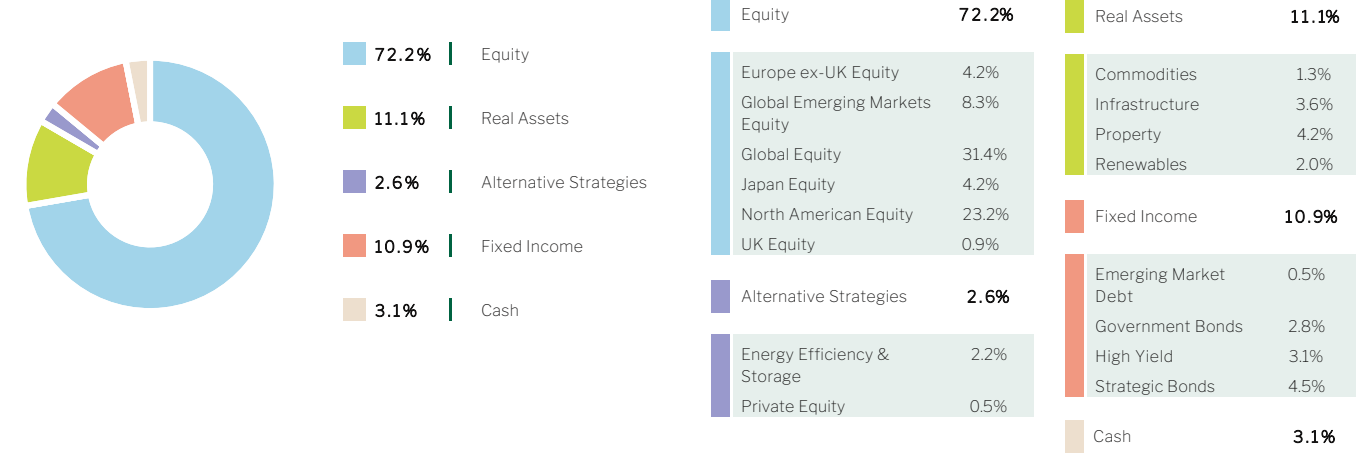 72.2% Equity
11.1% Real Assets
2.6% Alternative Strategies
10.9% Fixed Income
3.1% Cash
Equity 72.2%
Europe ex-UK Equity 4.2%
Global Emerging Markets 8.3%
Equity
Global Equity 31.4%
Japan Equity 4.2%
North American Equity 23.2%
UK Equity 0.9%
Alternative Strategies 2.6%
Energy Efficiency & 2.2%
Storage
Private Equity 0.5%
Real Assets 11.1%
Commodities 1.3%
Infrastructure 3.6%
Property 4.2%
Renewables 2.0%
Fixed Income 10.9%
Emerging Market 0.5%
Debt
Government Bonds 2.8%
High Yield 3.1%
Strategic Bonds 4.5%
Cash 3.1%